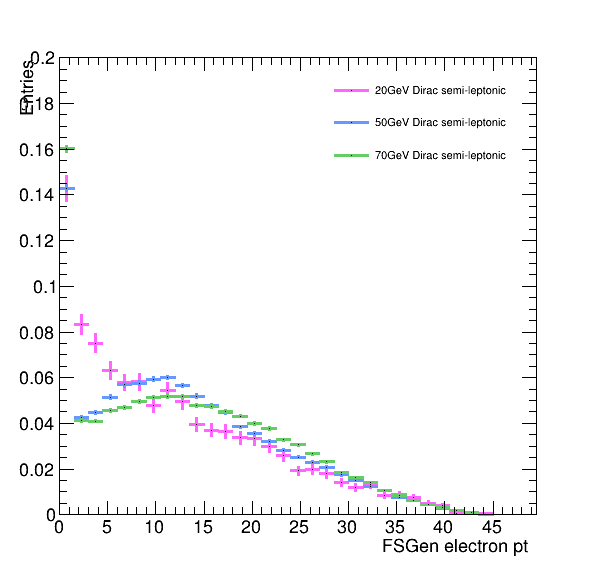 0.2
Entries
0.18
0.16
0.14
0.12
0.1
0.08
0.06
0.04
0.02
0
20GeV Dirac semi-leptonic
50GeV Dirac semi-leptonic
70GeV Dirac semi-leptonic
0 5 10 15 20 25 30 35 40 45
FSGen electron pt